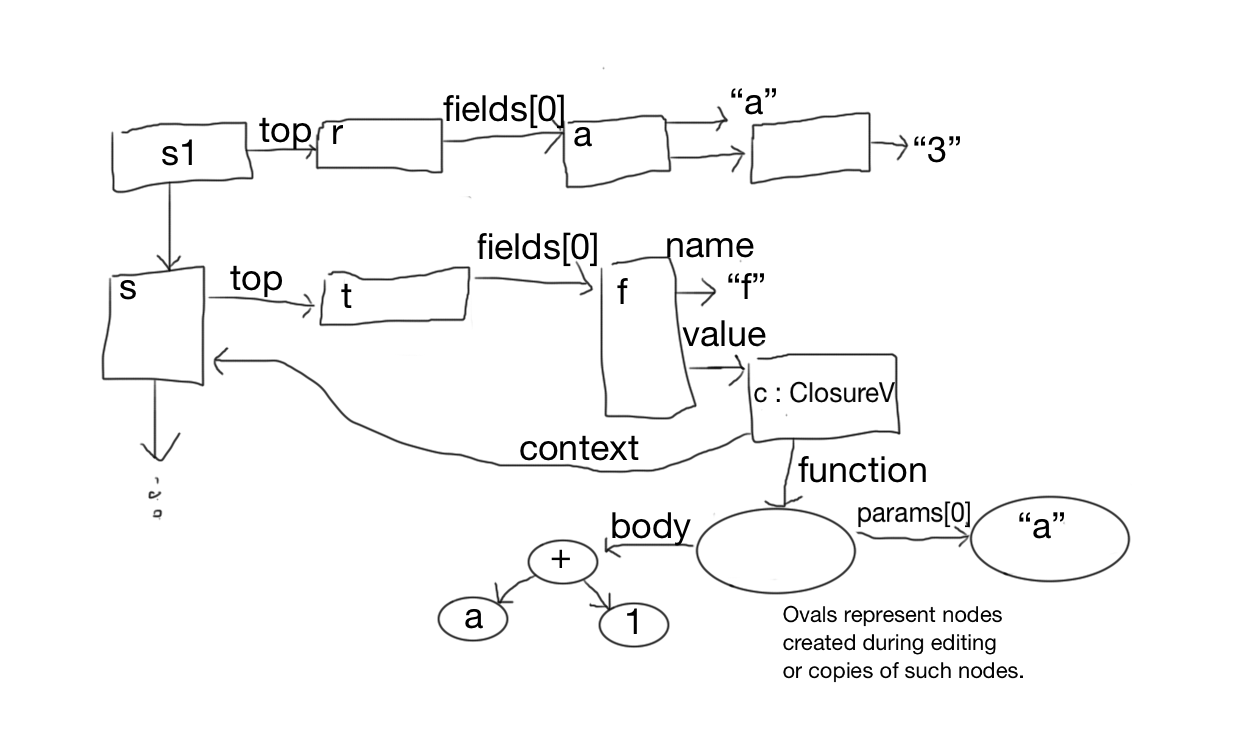 fields[0]
“a”
s1
top
r
a
“3”
fields[0]
name
s
top
t
f
“f”
value
c : ClosureV
context
function
body
params[0]
“a”
+
a
1
Ovals represent nodes
created during editing
or copies of such nodes.